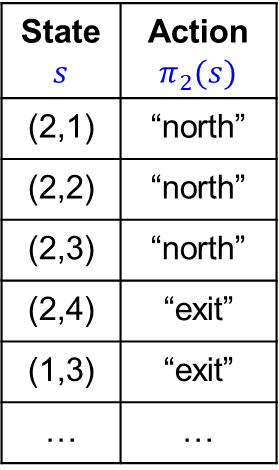 State Action
s π₂(s)
(2,1) “north”
(2,2) “north”
(2,3) “north”
(2,4) “exit”
(1,3) “exit”
… …